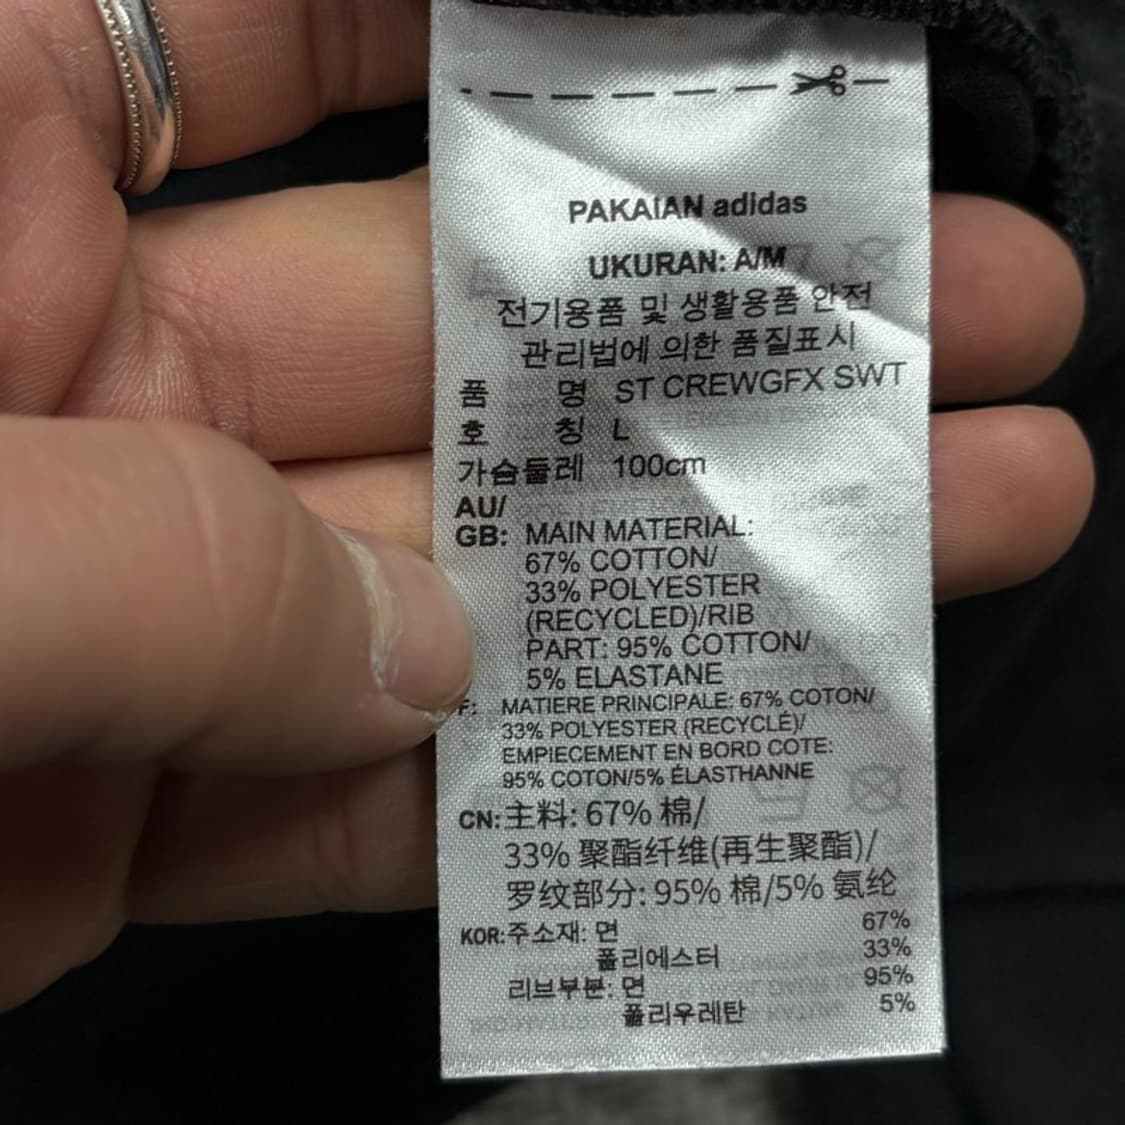 PAKAIAN adidas
UKURAN: A/M
전기용품 및 생활용품 안전
관리법에 의한 품질표시
품 명 ST CREWGFX SWT
호 칭 L
가슴둘레 100cm
AU/
GB: MAIN MATERIAL:
67% COTTON/
33% POLYESTER
(RECYCLED)/RIB
PART: 95% COTTON/
5% ELASTANE
F: MATIERE PRINCIPALE: 67% COTON/
33% POLYESTER (RECYCLÉ)/
EMPIECEMENT EN BORD COTE:
95% COTON/5% ÉLASTHANNE
CN: 主料: 67% 棉/
33% 聚酯纤维(再生聚酯)/
罗纹部分: 95% 棉/5% 氨纶
KOR: 주소재: 면 67%
폴리에스터 33%
리브부분: 면 95%
폴리우레탄 5%